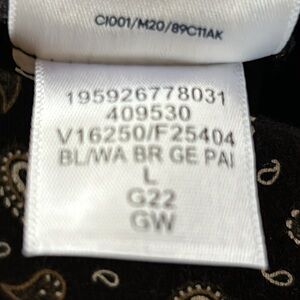 CI001/M20/89C11AK
195926778031
409530
V16250/F25404
BL/WA BR GE PAI
L
G22
GW